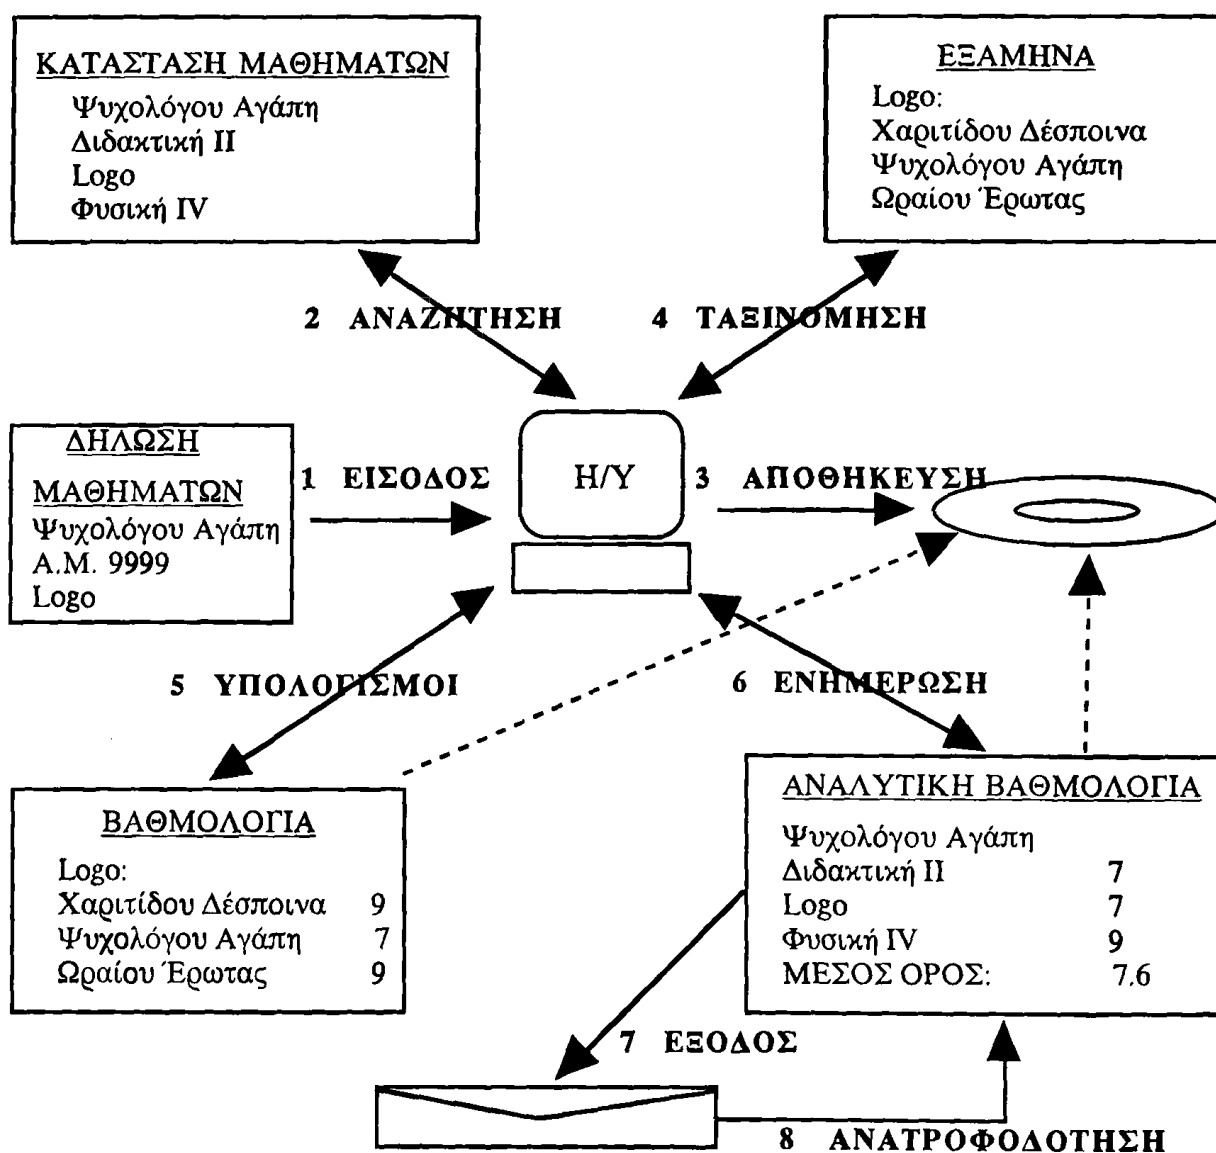 ΚΑΤΑΣΤΑΣΗ ΜΑΘΗΜΑΤΩΝ
Ψυχολόγου Αγάπη
Διδακτική ΙΙ
Logo
Φυσική IV
ΕΞΑΜΗΝΑ
Logo:
Χαριτίδου Δέσποινα
Ψυχολόγου Αγάπη
Ωραίου Έρωτας
2 ΑΝΑΖΗΤΗΣΗ
4 ΤΑΞΙΝΟΜΗΣΗ
ΔΗΛΩΣΗ
ΜΑΘΗΜΑΤΩΝ
Ψυχολόγου Αγάπη
Α.Μ. 9999
Logo
1 ΕΙΣΟΔΟΣ
Η/Υ
3 ΑΠΟΘΗΚΕΥΣΗ
5 ΥΠΟΛΟΓΙΣΜΟΙ
6 ΕΝΗΜΕΡΩΣΗ
ΒΑΘΜΟΛΟΓΙΑ
Logo:
Χαριτίδου Δέσποινα 9
Ψυχολόγου Αγάπη 7
Ωραίου Έρωτας 9
ΑΝΑΛΥΤΙΚΗ ΒΑΘΜΟΛΟΓΙΑ
Ψυχολόγου Αγάπη
Διδακτική ΙΙ 7
Logo 7
Φυσική IV 9
ΜΕΣΟΣ ΟΡΟΣ: 7.6
7 ΕΞΟΔΟΣ
8 ΑΝΑΤΡΟΦΟΔΟΤΗΣΗ